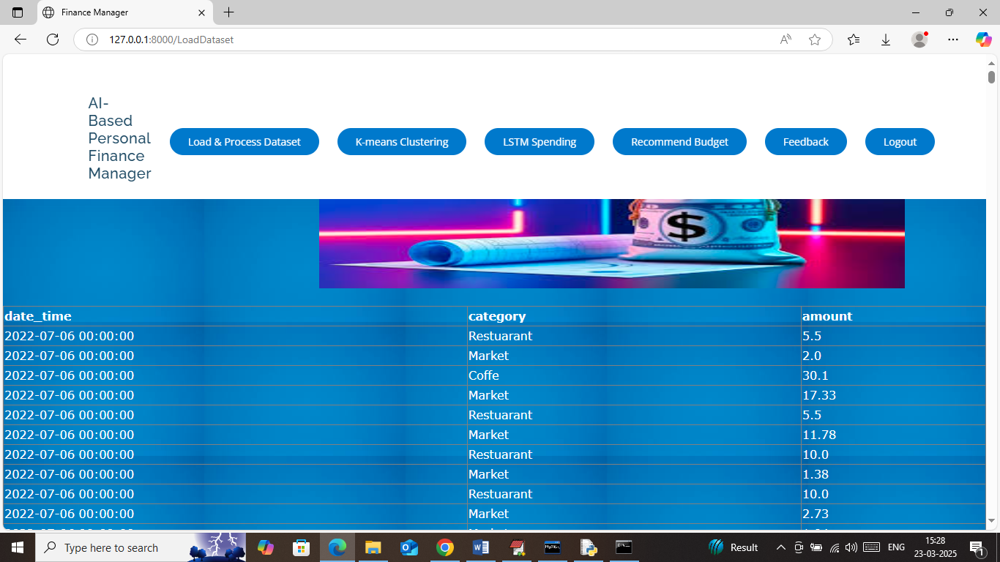 Finance Manager
127.0.0.1:8000/LoadDataset
AI-
Based
Personal
Finance
Manager
Load & Process Dataset
K-means Clustering
LSTM Spending
Recommend Budget
Feedback
Logout
$
date_time category amount
2022-07-06 00:00:00 Restuarant 5.5
2022-07-06 00:00:00 Market 2.0
2022-07-06 00:00:00 Coffe 30.1
2022-07-06 00:00:00 Market 17.33
2022-07-06 00:00:00 Restuarant 5.5
2022-07-06 00:00:00 Market 11.78
2022-07-06 00:00:00 Restuarant 10.0
2022-07-06 00:00:00 Market 1.38
2022-07-06 00:00:00 Restuarant 10.0
2022-07-06 00:00:00 Market 2.73
Type here to search
Result
ENG
15:28
23-03-2025
1